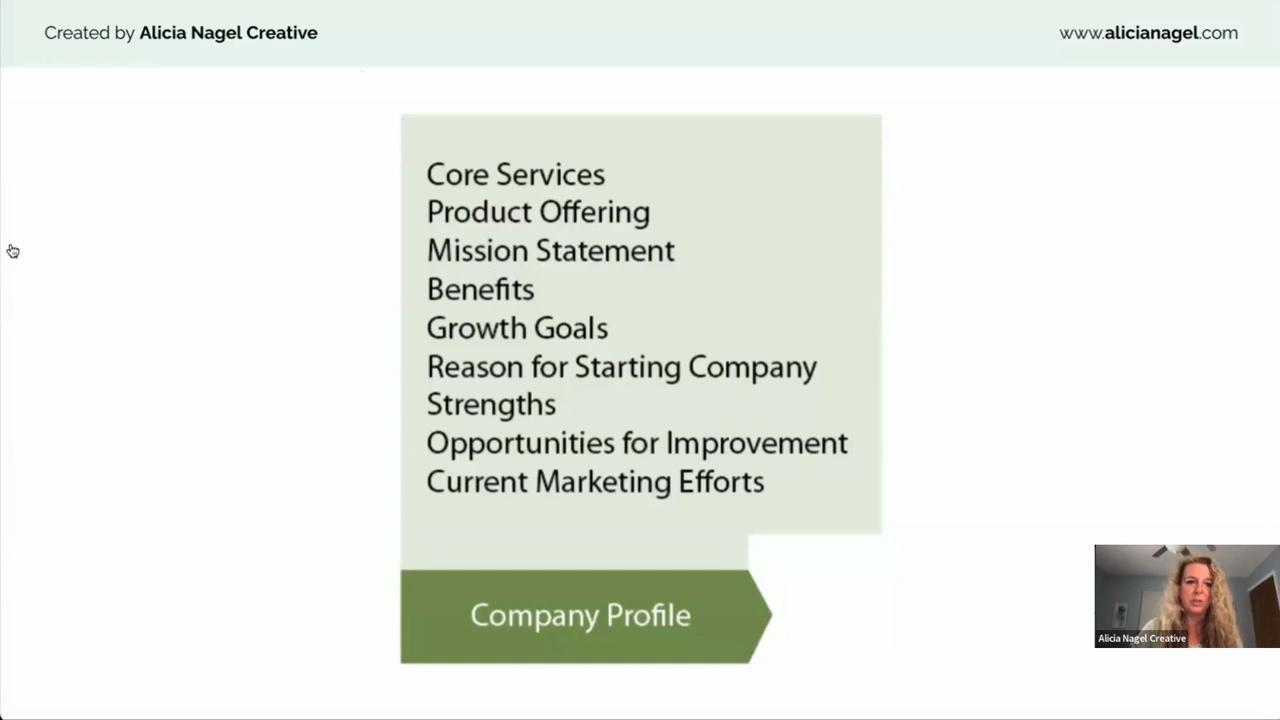 Created by Alicia Nagel Creative
www.alicianagel.com
Core Services
Product Offering
Mission Statement
Benefits
Growth Goals
Reason for Starting Company
Strengths
Opportunities for Improvement
Current Marketing Efforts
Company Profile
Alicia Nagel Creative